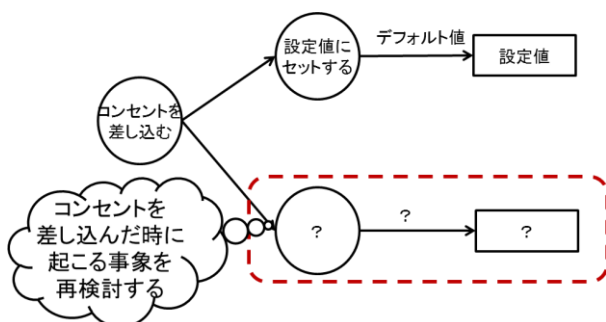 設定値に
セットする
デフォルト値
設定値
コンセントを
差し込む
コンセントを
差し込んだ時に
起こる事象を
再検討する
?
?
?